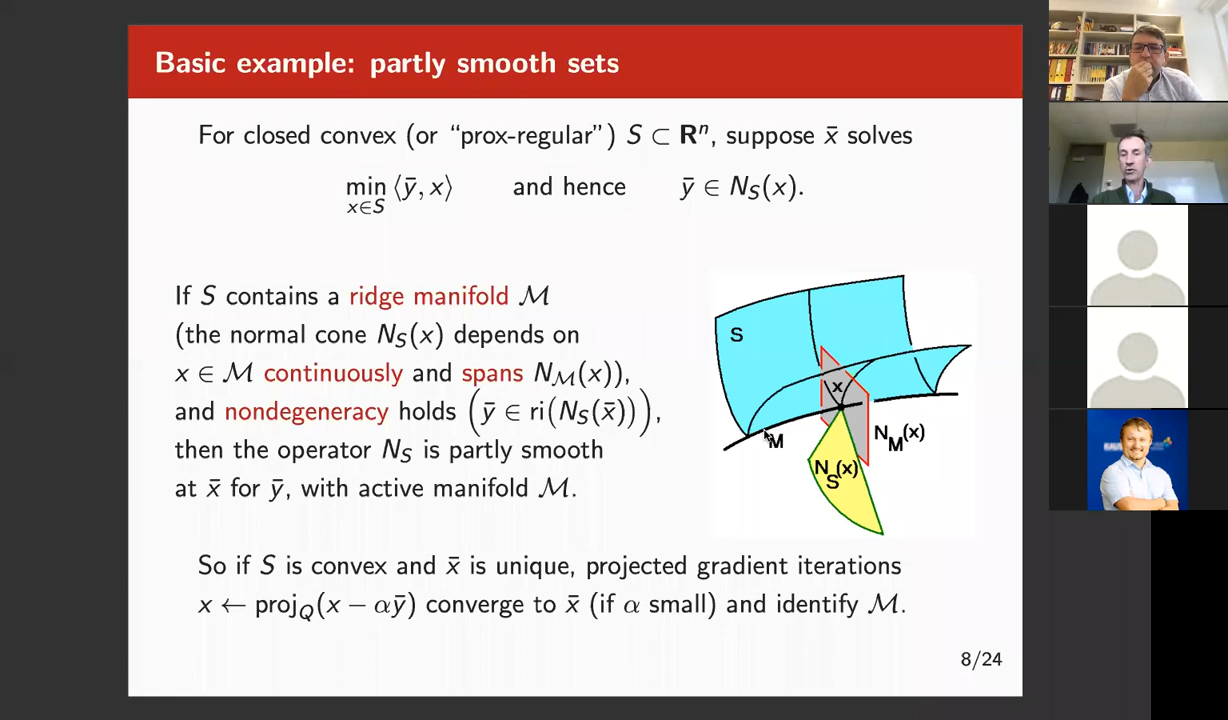 Basic example: partly smooth sets
For closed convex (or “prox-regular”) S ⊂ Rⁿ, suppose x̄ solves
min ⟨ȳ, x⟩ and hence ȳ ∈ N_S(x).
x∈S
If S contains a ridge manifold ℳ
(the normal cone N_S(x) depends on
x ∈ ℳ continuously and spans N_ℳ(x)),
and nondegeneracy holds (ȳ ∈ ri(N_S(x̄))),
then the operator N_S is partly smooth
at x̄ for ȳ, with active manifold ℳ.
S
x
M
N_M(x)
N_S(x)
So if S is convex and x̄ is unique, projected gradient iterations
x ← proj_Q(x − αȳ) converge to x̄ (if α small) and identify ℳ.
8/24